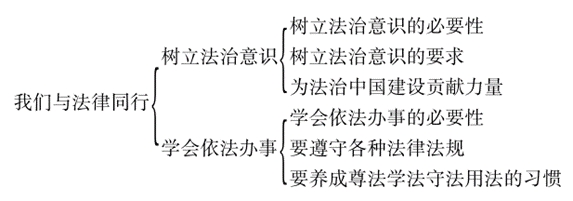 我们与法律同行
树立法治意识
树立法治意识的必要性
树立法治意识的要求
为法治中国建设贡献力量
学会依法办事
学会依法办事的必要性
要遵守各种法律法规
要养成尊法学法守法用法的习惯